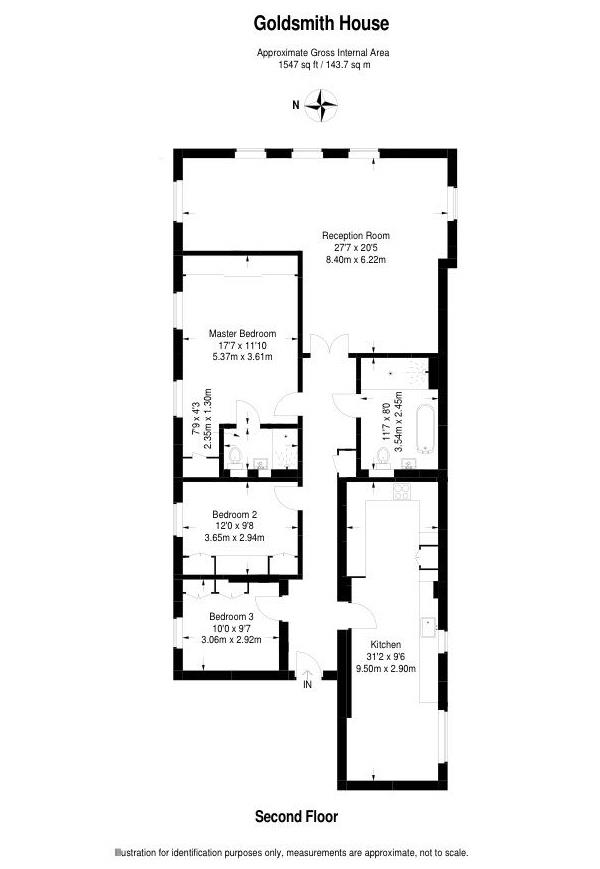 Goldsmith House
Approximate Gross Internal Area
1547 sq ft / 143.7 sq m
N
Reception Room
27'7 x 20'5
8.40m x 6.22m
Master Bedroom
17'7 x 11'10
5.37m x 3.61m
7'9 x 4'3
2.35m x 1.30m
11'7 x 8'0
3.54m x 2.45m
Bedroom 2
12'0 x 9'8
3.65m x 2.94m
Bedroom 3
10'0 x 9'7
3.06m x 2.92m
Kitchen
31'2 x 9'6
9.50m x 2.90m
IN
Second Floor
Illustration for identification purposes only, measurements are approximate, not to scale.